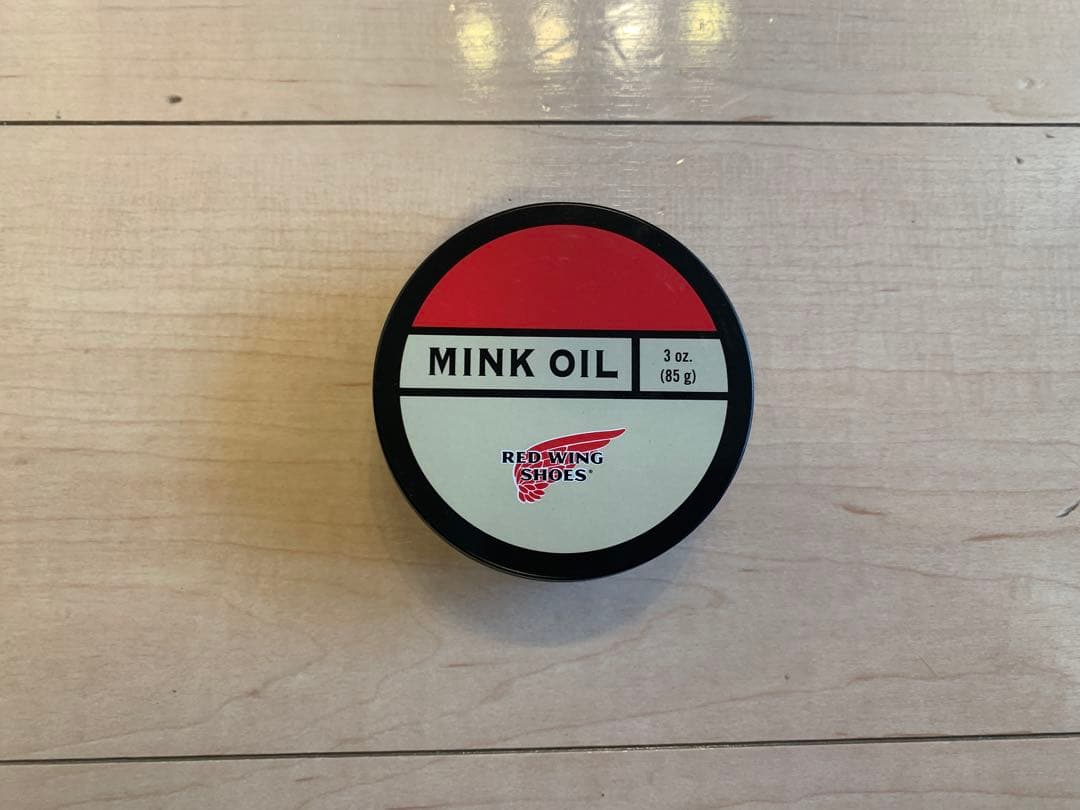 MINK OIL
3 oz.
(85 g)
RED WING
SHOES®